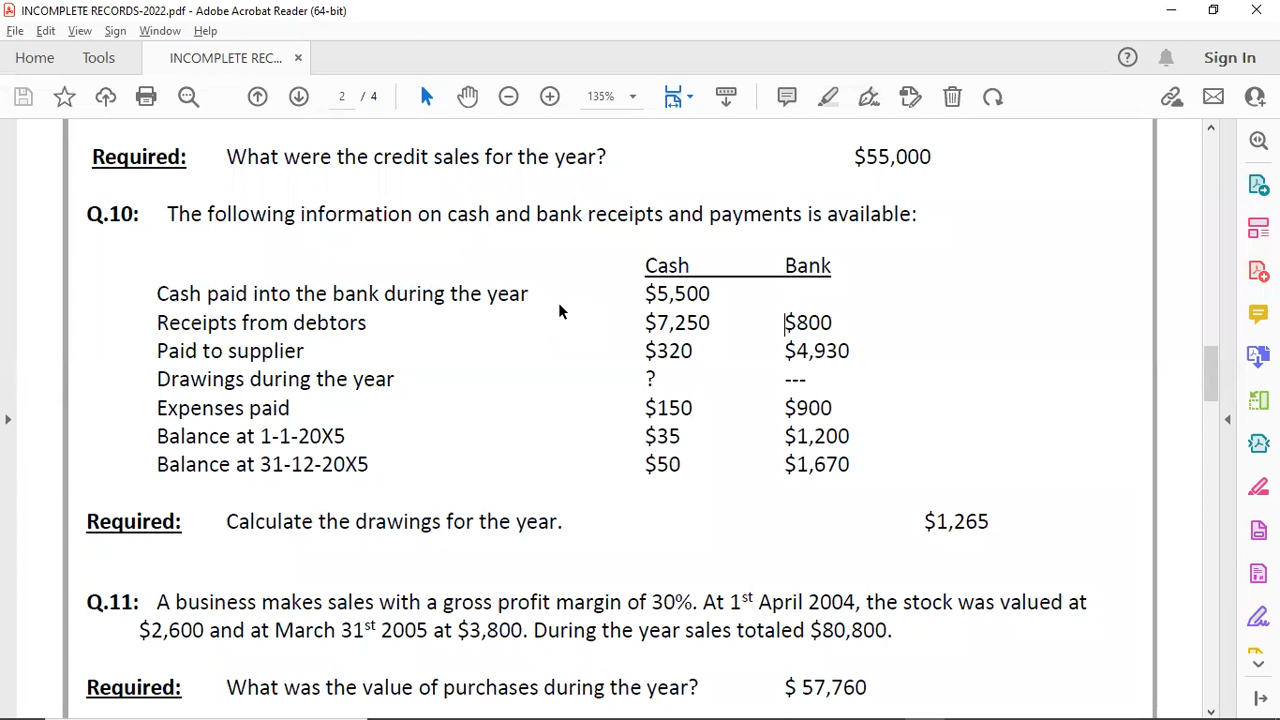 INCOMPLETE RECORDS-2022.pdf - Adobe Acrobat Reader (64-bit)
File Edit View Sign Window Help
Home Tools INCOMPLETE REC... × Sign In
2 / 4 135%
Required: What were the credit sales for the year? $55,000
Q.10: The following information on cash and bank receipts and payments is available:
Cash Bank
Cash paid into the bank during the year $5,500
Receipts from debtors $7,250 $800
Paid to supplier $320 $4,930
Drawings during the year ? ---
Expenses paid $150 $900
Balance at 1-1-20X5 $35 $1,200
Balance at 31-12-20X5 $50 $1,670
Required: Calculate the drawings for the year. $1,265
Q.11: A business makes sales with a gross profit margin of 30%. At 1st April 2004, the stock was valued at
$2,600 and at March 31st 2005 at $3,800. During the year sales totaled $80,800.
Required: What was the value of purchases during the year? $ 57,760